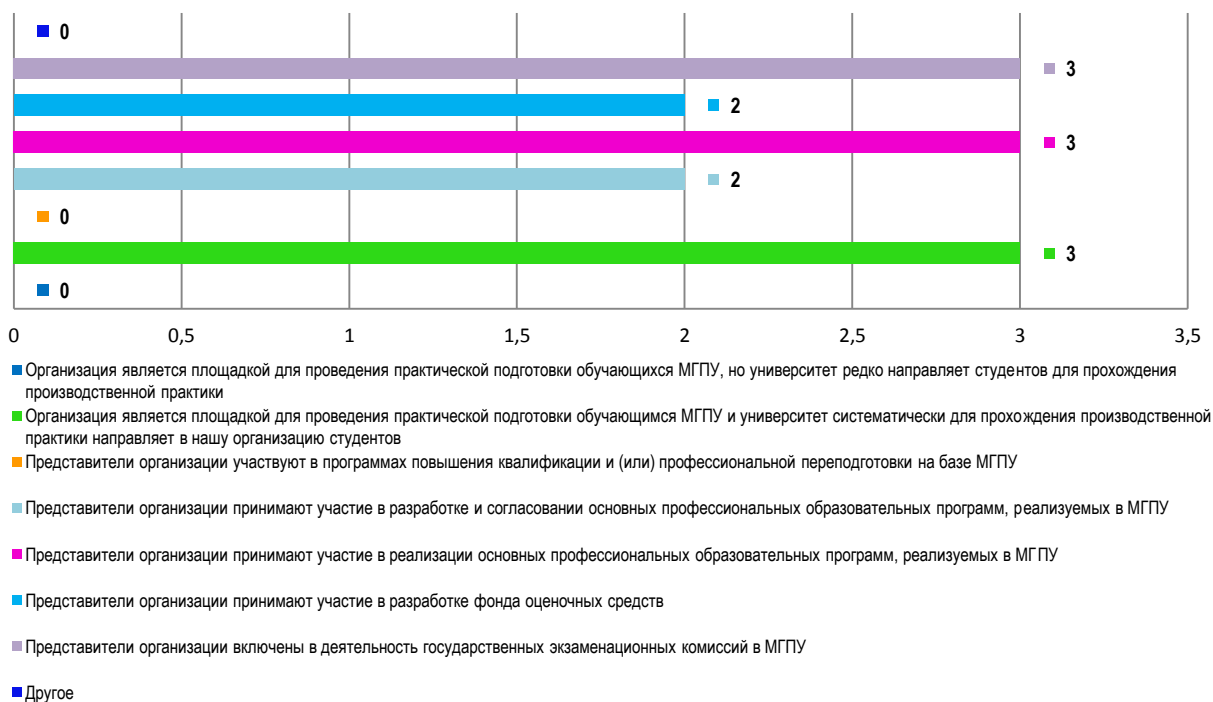 0
3
2
3
2
0
3
0
0 0,5 1 1,5 2 2,5 3 3,5
Организация является площадкой для проведения практической подготовки обучающихся МГПУ, но университет редко направляет студентов для прохождения
производственной практики
Организация является площадкой для проведения практической подготовки обучающимся МГПУ и университет систематически для прохождения производственной
практики направляет в нашу организацию студентов
Представители организации участвуют в программах повышения квалификации и (или) профессиональной переподготовки на базе МГПУ
Представители организации принимают участие в разработке и согласовании основных профессиональных образовательных программ, реализуемых в МГПУ
Представители организации принимают участие в реализации основных профессиональных образовательных программ, реализуемых в МГПУ
Представители организации принимают участие в разработке фонда оценочных средств
Представители организации включены в деятельность государственных экзаменационных комиссий в МГПУ
Другое